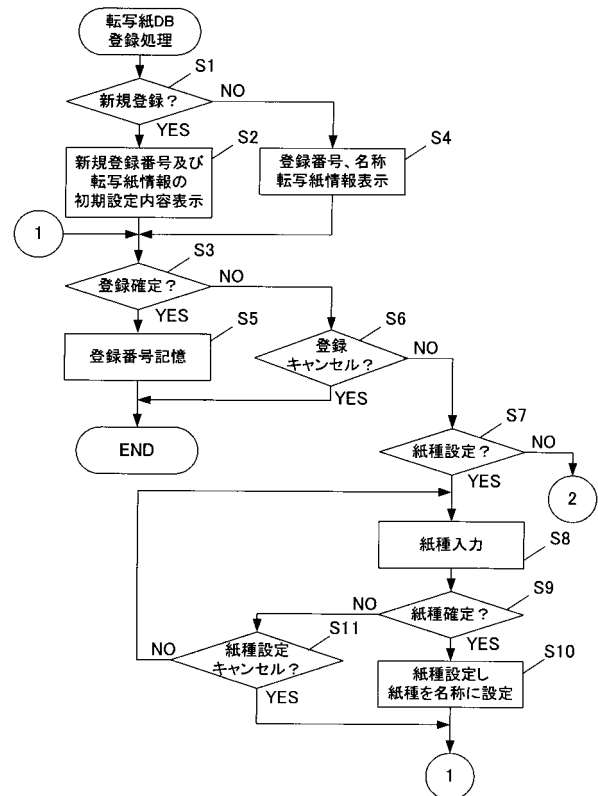 転写紙DB
登録処理
S1
新規登録？
NO
YES
S2
新規登録番号及び
転写紙情報の
初期設定内容表示
S4
登録番号、名称
転写紙情報表示
1
S3
登録確定？
NO
YES
S5
登録番号記憶
S6
登録
キャンセル？
NO
YES
END
S7
紙種設定？
NO
YES
2
紙種入力
S8
S9
紙種確定？
NO
YES
S11
紙種設定
キャンセル？
NO
YES
S10
紙種設定し
紙種を名称に設定
1